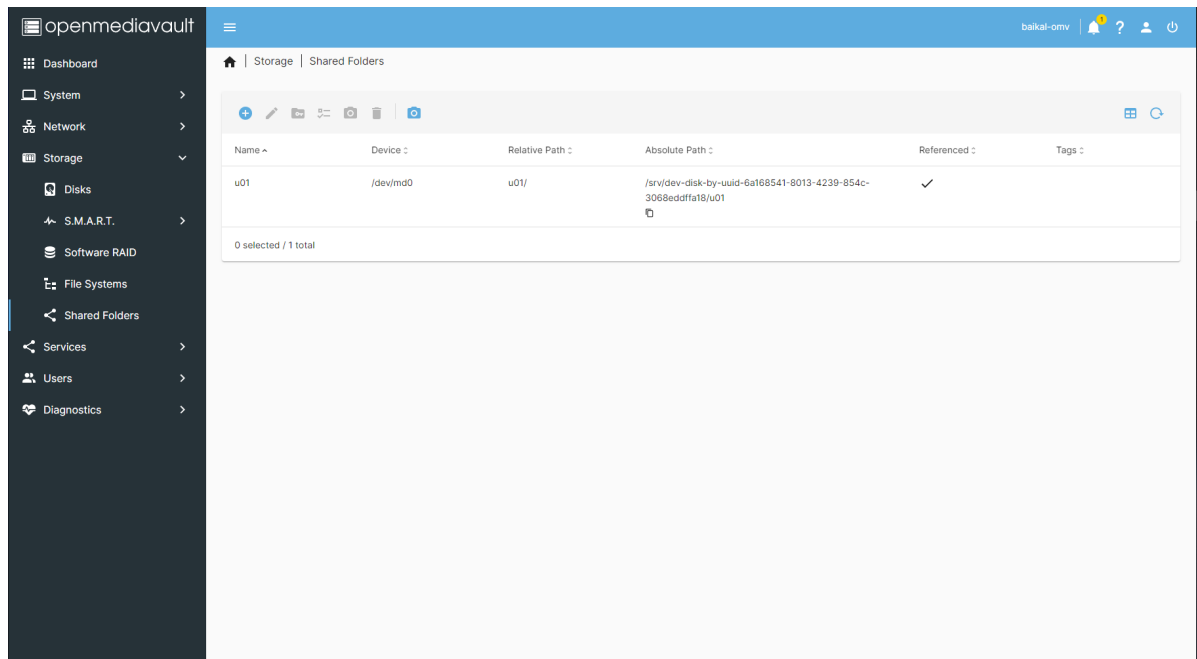 openmediavault
baikal-omv
1
?
Dashboard
System
Network
Storage
Disks
S.M.A.R.T.
Software RAID
File Systems
Shared Folders
Services
Users
Diagnostics
| Storage | Shared Folders
Name Device Relative Path Absolute Path Referenced Tags
u01 /dev/md0 u01/ /srv/dev-disk-by-uuid-6a168541-8013-4239-854c-
3068eddffa18/u01
0 selected / 1 total